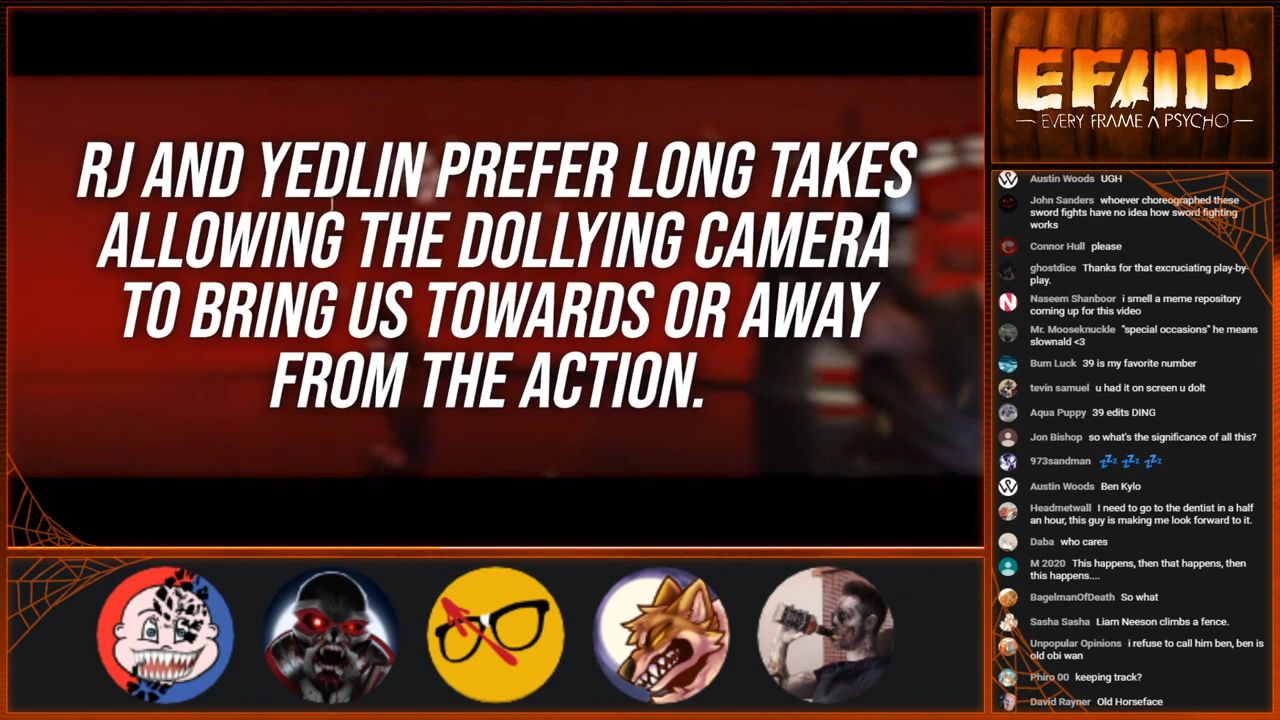 RJ AND YEDLIN PREFER LONG TAKES
ALLOWING THE DOLLYING CAMERA
TO BRING US TOWARDS OR AWAY
FROM THE ACTION.
EFAP
EVERY FRAME A PSYCHO
Austin Woods UGH
John Sanders whoever choreographed these
sword fights have no idea how sword fighting
works
Connor Hull please
ghostdice Thanks for that excruciating play-by-
play.
Naseem Shanboor i smell a meme repository
coming up for this video
Mr. Mooseknuckle "special occasions" he means
slownald <3
Bum Luck 39 is my favorite number
tevin samuel u had it on screen u dolt
Aqua Puppy 39 edits DING
Jon Bishop so what's the significance of all this?
973sandman 💤 💤 💤
Austin Woods Ben Kylo
Headmetwall I need to go to the dentist in a half
an hour, this guy is making me look forward to it.
Daba who cares
M 2020 This happens, then that happens, then
this happens....
BagelmanOfDeath So what
Sasha Sasha Liam Neeson climbs a fence.
Unpopular Opinions i refuse to call him ben, ben is
old obi wan
Phiro 00 keeping track?
David Rayner Old Horseface